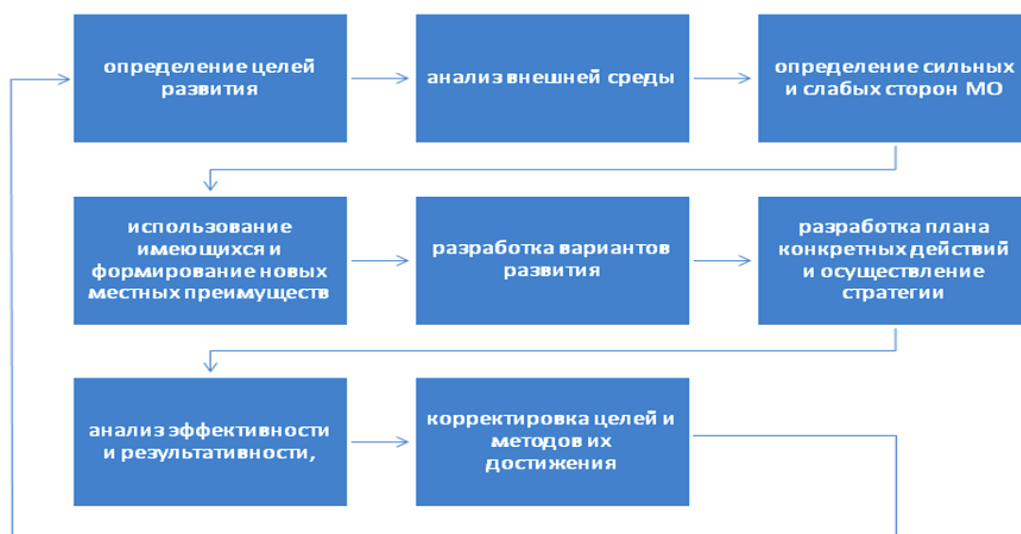 определение целей
развития
анализ внешней среды
определение сильных
и слабых сторон МО
использование
имеющихся и
формирование новых
местных преимуществ
разработка вариантов
развития
разработка плана
конкретных действий
и осуществление
стратегии
анализ эффективности
и результативности,
корректировка целей и
методов их
достижения